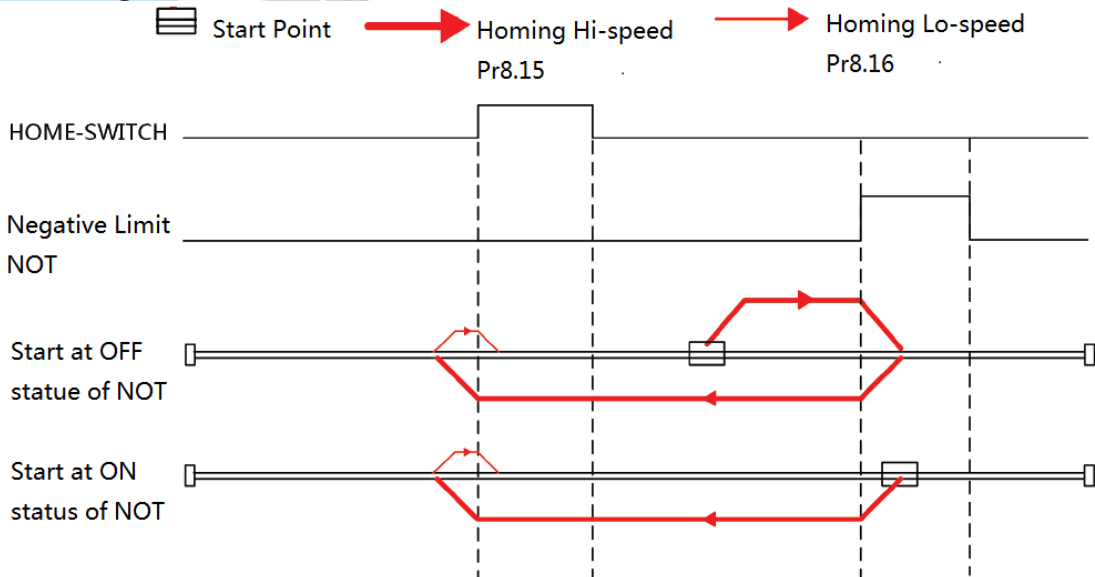 Start Point
Homing Hi-speed
Pr8.15
Homing Lo-speed
Pr8.16
HOME-SWITCH
Negative Limit
NOT
Start at OFF
statue of NOT
Start at ON
status of NOT